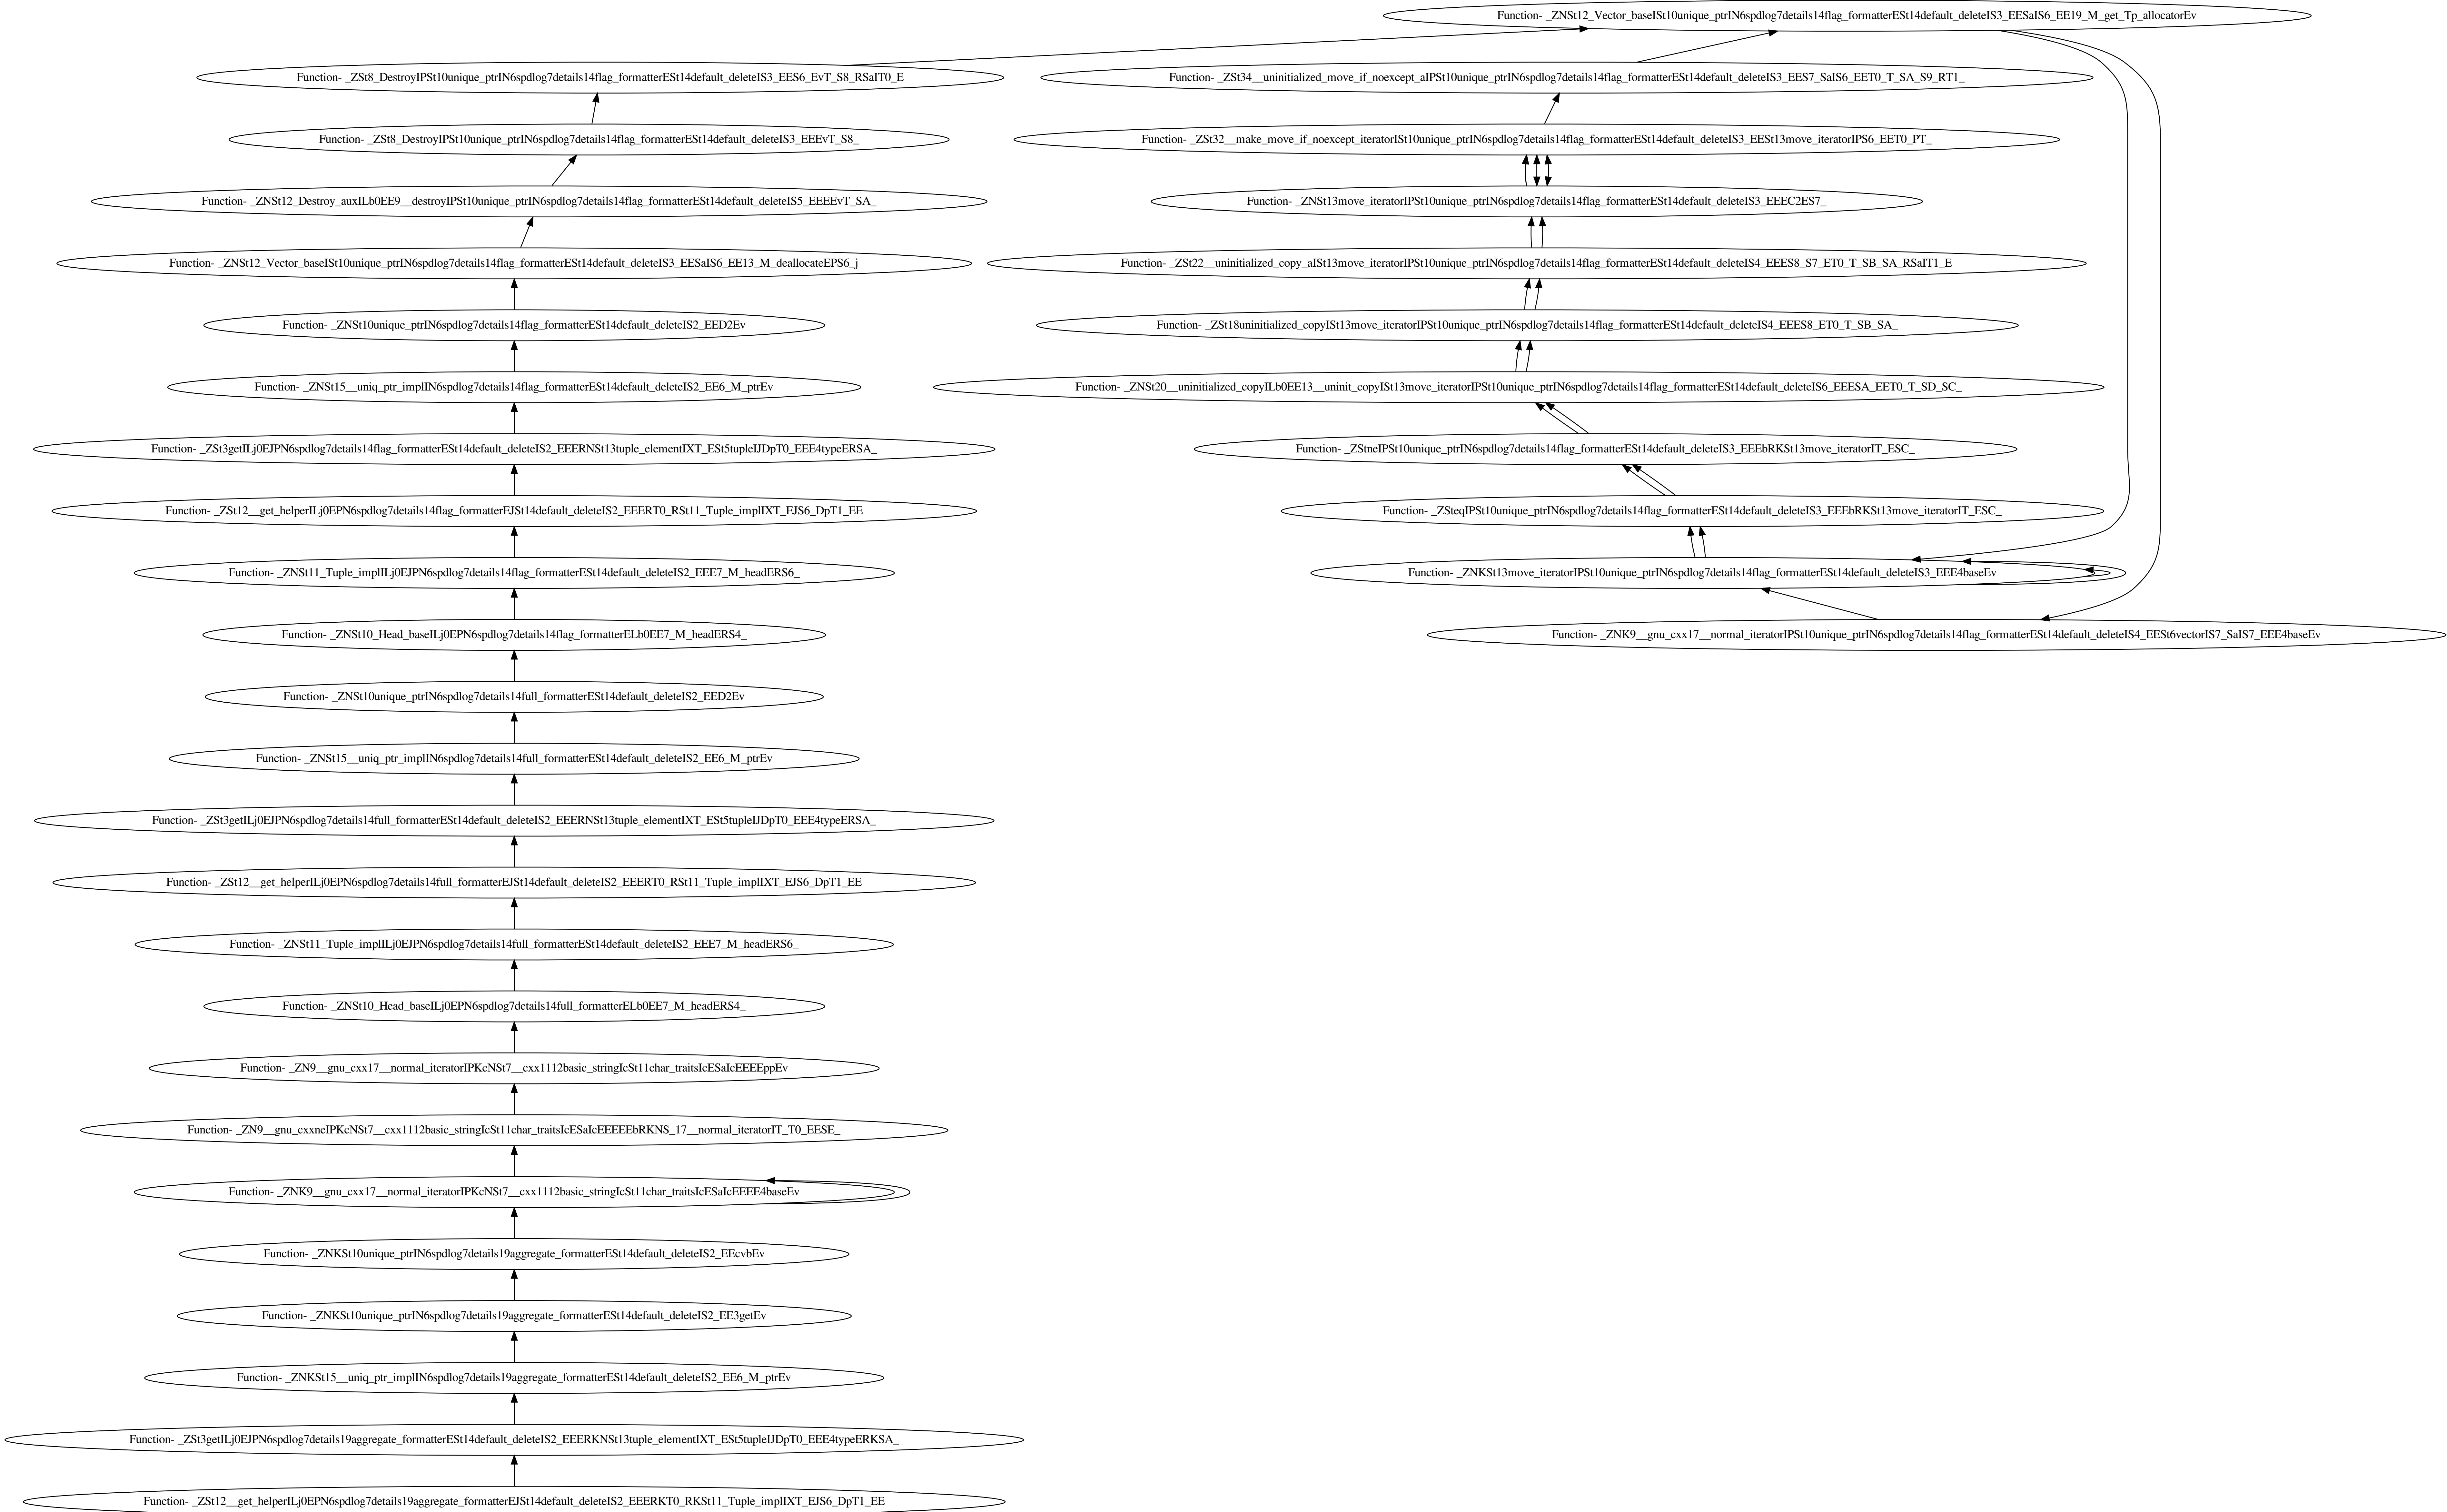 Function- _ZNSt12_Vector_baseISt10unique_ptrIN6spdlog7details14flag_formatterESt14default_deleteIS3_EESaIS6_EE19_M_get_Tp_allocatorEv
Function- _ZSt8_DestroyIPSt10unique_ptrIN6spdlog7details14flag_formatterESt14default_deleteIS3_EES6_EvT_S8_RSaIT0_E
Function- _ZSt34__uninitialized_move_if_noexcept_aIPSt10unique_ptrIN6spdlog7details14flag_formatterESt14default_deleteIS3_EES7_SaIS6_EET0_T_SA_S9_RT1_
Function- _ZSt8_DestroyIPSt10unique_ptrIN6spdlog7details14flag_formatterESt14default_deleteIS3_EEEvT_S8_
Function- _ZSt32__make_move_if_noexcept_iteratorISt10unique_ptrIN6spdlog7details14flag_formatterESt14default_deleteIS3_EESt13move_iteratorIPS6_EET0_PT_
Function- _ZNSt12_Destroy_auxILb0EE9__destroyIPSt10unique_ptrIN6spdlog7details14flag_formatterESt14default_deleteIS5_EEEEvT_SA_
Function- _ZNSt13move_iteratorIPSt10unique_ptrIN6spdlog7details14flag_formatterESt14default_deleteIS3_EEEC2ES7_
Function- _ZNSt12_Vector_baseISt10unique_ptrIN6spdlog7details14flag_formatterESt14default_deleteIS3_EESaIS6_EE13_M_deallocateEPS6_j
Function- _ZSt22__uninitialized_copy_aISt13move_iteratorIPSt10unique_ptrIN6spdlog7details14flag_formatterESt14default_deleteIS4_EEES8_S7_ET0_T_SB_SA_RSaIT1_E
Function- _ZNSt10unique_ptrIN6spdlog7details14flag_formatterESt14default_deleteIS2_EED2Ev
Function- _ZSt18uninitialized_copyISt13move_iteratorIPSt10unique_ptrIN6spdlog7details14flag_formatterESt14default_deleteIS4_EEES8_ET0_T_SB_SA_
Function- _ZNSt15__uniq_ptr_implIN6spdlog7details14flag_formatterESt14default_deleteIS2_EE6_M_ptrEv
Function- _ZNSt20__uninitialized_copyILb0EE13__uninit_copyISt13move_iteratorIPSt10unique_ptrIN6spdlog7details14flag_formatterESt14default_deleteIS6_EEESA_EET0_T_SD_SC_
Function- _ZSt3getILj0EJPN6spdlog7details14flag_formatterESt14default_deleteIS2_EEERNSt13tuple_elementIXT_ESt5tupleIJDpT0_EEE4typeERSA_
Function- _ZStneIPSt10unique_ptrIN6spdlog7details14flag_formatterESt14default_deleteIS3_EEEbRKSt13move_iteratorIT_ESC_
Function- _ZSt12__get_helperILj0EPN6spdlog7details14flag_formatterEJSt14default_deleteIS2_EEERT0_RSt11_Tuple_implIXT_EJS6_DpT1_EE
Function- _ZSteqIPSt10unique_ptrIN6spdlog7details14flag_formatterESt14default_deleteIS3_EEEbRKSt13move_iteratorIT_ESC_
Function- _ZNSt11_Tuple_implILj0EJPN6spdlog7details14flag_formatterESt14default_deleteIS2_EEE7_M_headERS6_
Function- _ZNKSt13move_iteratorIPSt10unique_ptrIN6spdlog7details14flag_formatterESt14default_deleteIS3_EEE4baseEv
Function- _ZNSt10_Head_baseILj0EPN6spdlog7details14flag_formatterELb0EE7_M_headERS4_
Function- _ZNK9__gnu_cxx17__normal_iteratorIPSt10unique_ptrIN6spdlog7details14flag_formatterESt14default_deleteIS4_EESt6vectorIS7_SaIS7_EEE4baseEv
Function- _ZNSt10unique_ptrIN6spdlog7details14full_formatterESt14default_deleteIS2_EED2Ev
Function- _ZNSt15__uniq_ptr_implIN6spdlog7details14full_formatterESt14default_deleteIS2_EE6_M_ptrEv
Function- _ZSt3getILj0EJPN6spdlog7details14full_formatterESt14default_deleteIS2_EEERNSt13tuple_elementIXT_ESt5tupleIJDpT0_EEE4typeERSA_
Function- _ZSt12__get_helperILj0EPN6spdlog7details14full_formatterEJSt14default_deleteIS2_EEERT0_RSt11_Tuple_implIXT_EJS6_DpT1_EE
Function- _ZNSt11_Tuple_implILj0EJPN6spdlog7details14full_formatterESt14default_deleteIS2_EEE7_M_headERS6_
Function- _ZNSt10_Head_baseILj0EPN6spdlog7details14full_formatterELb0EE7_M_headERS4_
Function- _ZN9__gnu_cxx17__normal_iteratorIPKcNSt7__cxx1112basic_stringIcSt11char_traitsIcESaIcEEEEppEv
Function- _ZN9__gnu_cxxneIPKcNSt7__cxx1112basic_stringIcSt11char_traitsIcESaIcEEEEEbRKNS_17__normal_iteratorIT_T0_EESE_
Function- _ZNK9__gnu_cxx17__normal_iteratorIPKcNSt7__cxx1112basic_stringIcSt11char_traitsIcESaIcEEEE4baseEv
Function- _ZNKSt10unique_ptrIN6spdlog7details19aggregate_formatterESt14default_deleteIS2_EEcvbEv
Function- _ZNKSt10unique_ptrIN6spdlog7details19aggregate_formatterESt14default_deleteIS2_EE3getEv
Function- _ZNKSt15__uniq_ptr_implIN6spdlog7details19aggregate_formatterESt14default_deleteIS2_EE6_M_ptrEv
Function- _ZSt3getILj0EJPN6spdlog7details19aggregate_formatterESt14default_deleteIS2_EEERKNSt13tuple_elementIXT_ESt5tupleIJDpT0_EEE4typeERKSA_
Function- _ZSt12__get_helperILj0EPN6spdlog7details19aggregate_formatterEJSt14default_deleteIS2_EEERKT0_RKSt11_Tuple_implIXT_EJS6_DpT1_EE